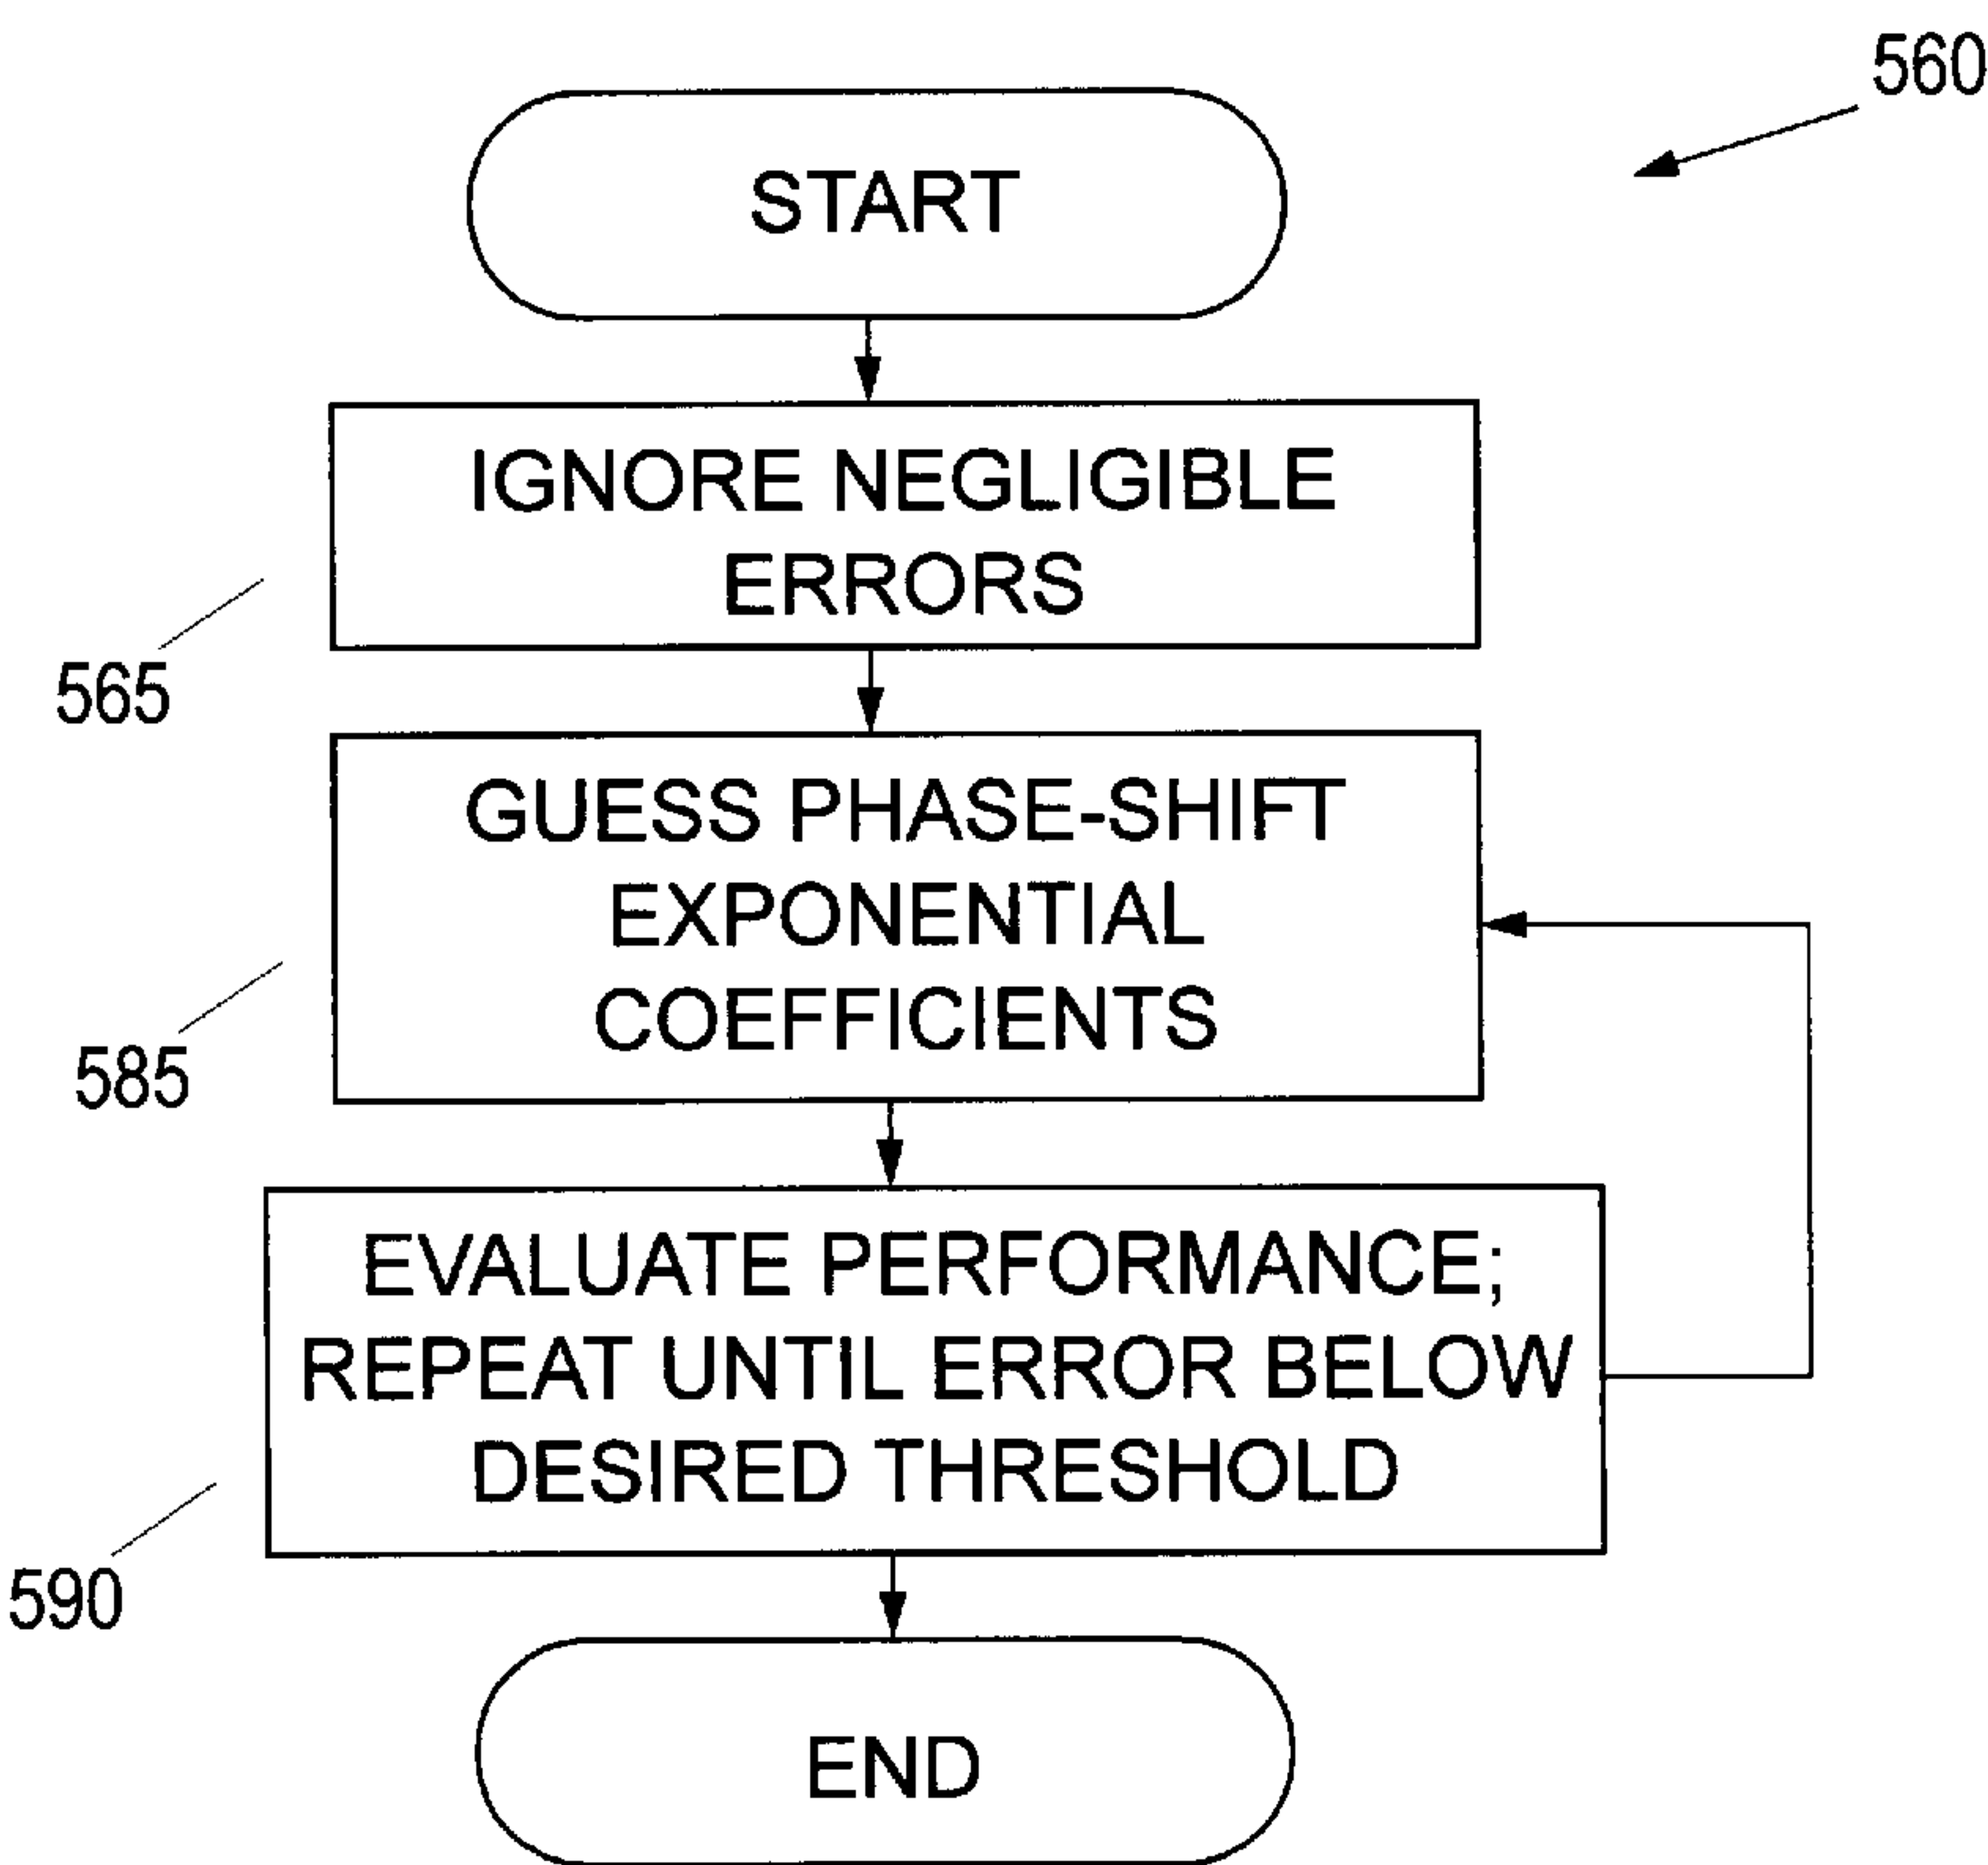 560
START
IGNORE NEGLIGIBLE
ERRORS
565
GUESS PHASE-SHIFT
EXPONENTIAL
COEFFICIENTS
585
EVALUATE PERFORMANCE;
REPEAT UNTIL ERROR BELOW
DESIRED THRESHOLD
590
END